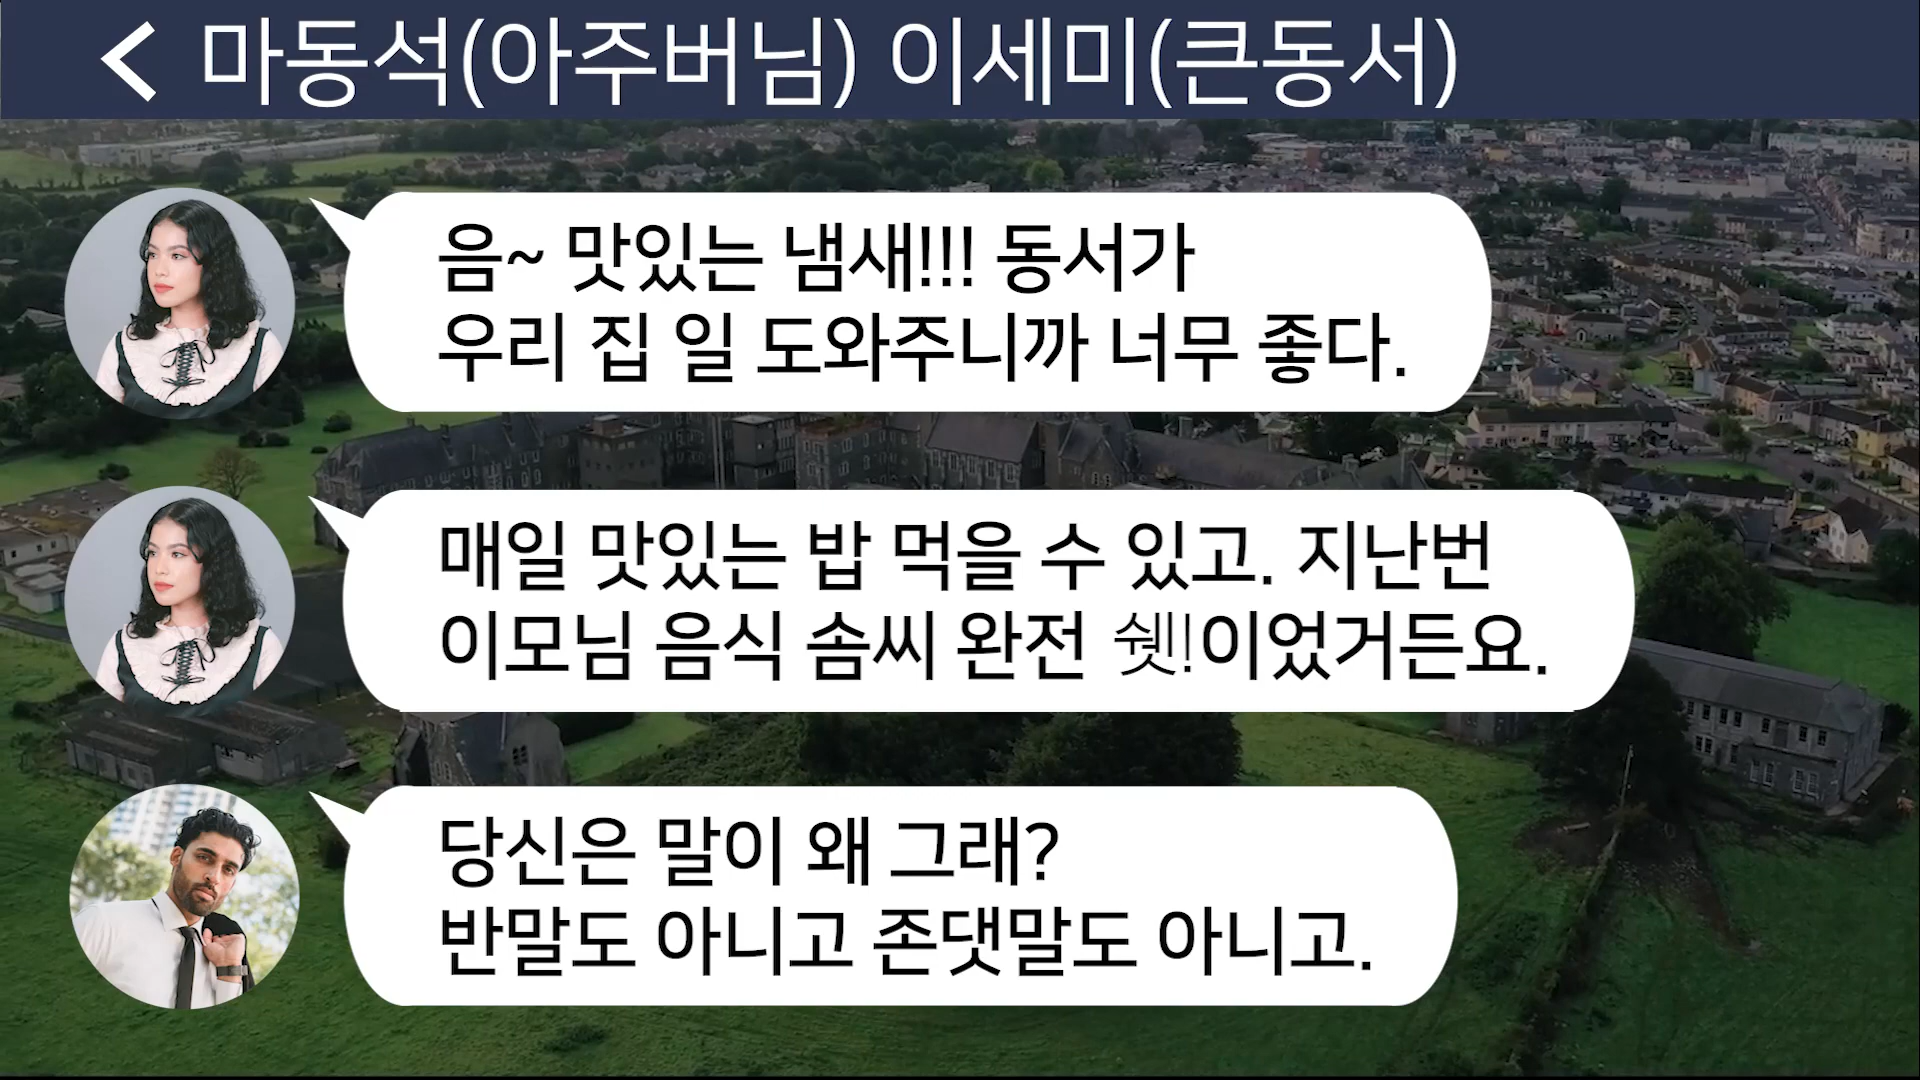 마동석(아주버님) 이세미(큰동서)
음~ 맛있는 냄새!!! 동서가
우리 집 일 도와주니까 너무 좋다.
매일 맛있는 밥 먹을 수 있고. 지난번
이모님 음식 솜씨 완전 쉣!이었거든요.
당신은 말이 왜 그래?
반말도 아니고 존댓말도 아니고.